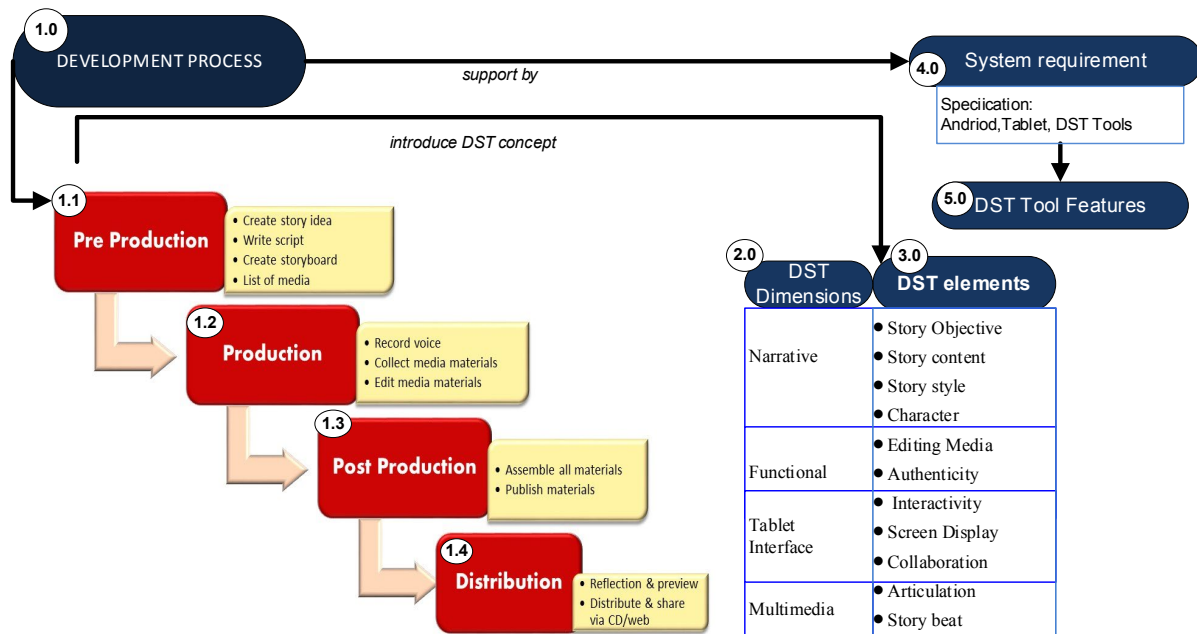 1.0
DEVELOPMENT PROCESS
support by
4.0
System requirement
Speciication:
Andriod,Tablet, DST Tools
introduce DST concept
5.0
DST Tool Features
1.1
Pre Production
• Create story idea
• Write script
• Create storyboard
• List of media
1.2
Production
• Record voice
• Collect media materials
• Edit media materials
1.3
Post Production
• Assemble all materials
• Publish materials
1.4
Distribution
• Reflection & preview
• Distribute & share
via CD/web
2.0
DST
Dimensions
3.0
DST elements
Narrative
• Story Objective
• Story content
• Story style
• Character
Functional
• Editing Media
• Authenticity
Tablet
Interface
• Interactivity
• Screen Display
• Collaboration
Multimedia
• Articulation
• Story beat